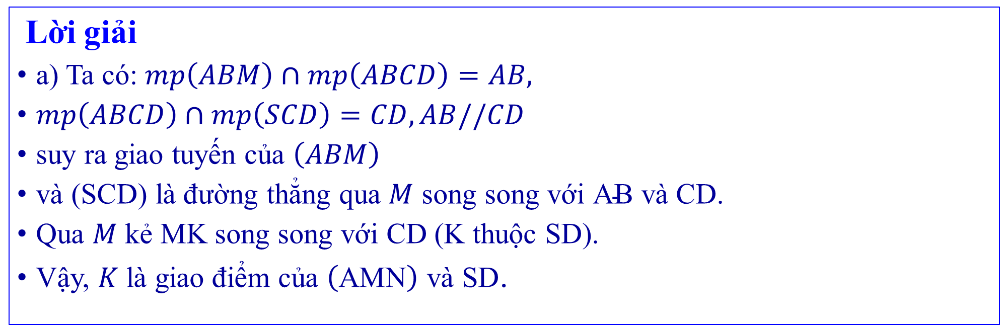 Lời giải
• a) Ta có: mp(ABM) ∩ mp(ABCD) = AB,
• mp(ABCD) ∩ mp(SCD) = CD, AB//CD
• suy ra giao tuyến của (ABM)
• và (SCD) là đường thẳng qua M song song với AB và CD.
• Qua M kẻ MK song song với CD (K thuộc SD).
• Vậy, K là giao điểm của (AMN) và SD.